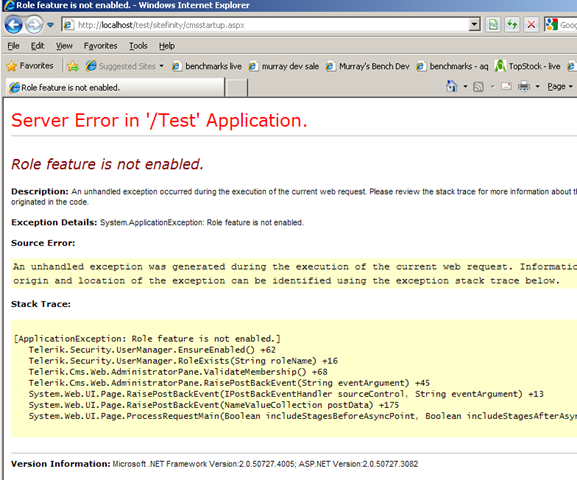 Role feature is not enabled. - Windows Internet Explorer
http://localhost/test/sitefinity/cmsstartup.aspx
Goo
File Edit View Favorites Tools Help
Favorites Suggested Sites benchmarks live murray dev sale Murray's Bench Dev benchmarks - aq TopStock - live
Role feature is not enabled.
Page
Server Error in '/Test' Application.
Role feature is not enabled.
Description: An unhandled exception occurred during the execution of the current web request. Please review the stack trace for more information about
originated in the code.
Exception Details: System.ApplicationException: Role feature is not enabled.
Source Error:
An unhandled exception was generated during the execution of the current web request. Informatio
origin and location of the exception can be identified using the exception stack trace below.
Stack Trace:
[ApplicationException: Role feature is not enabled.]
Telerik.Security.UserManager.EnsureEnabled() +62
Telerik.Security.UserManager.RoleExists(String roleName) +16
Telerik.Cms.Web.AdministratorPane.ValidateMembership() +68
Telerik.Cms.Web.AdministratorPane.RaisePostBackEvent(String eventArgument) +45
System.Web.UI.Page.RaisePostBackEvent(IPostBackEventHandler sourceControl, String eventArgument) +13
System.Web.UI.Page.RaisePostBackEvent(NameValueCollection postData) +175
System.Web.UI.Page.ProcessRequestMain(Boolean includeStagesBeforeAsyncPoint, Boolean includeStagesAfterAsyn
Version Information: Microsoft .NET Framework Version:2.0.50727.4005; ASP.NET Version:2.0.50727.3082